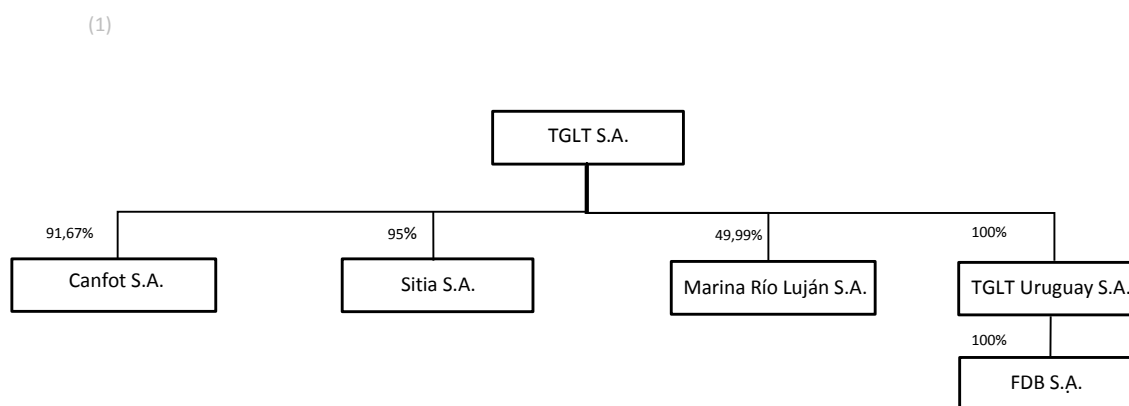 (1)
TGLT S.A.
91,67%
95%
49,99%
100%
Canfot S.A.
Sitia S.A.
Marina Río Luján S.A.
TGLT Uruguay S.A.
100%
FDB S.A.